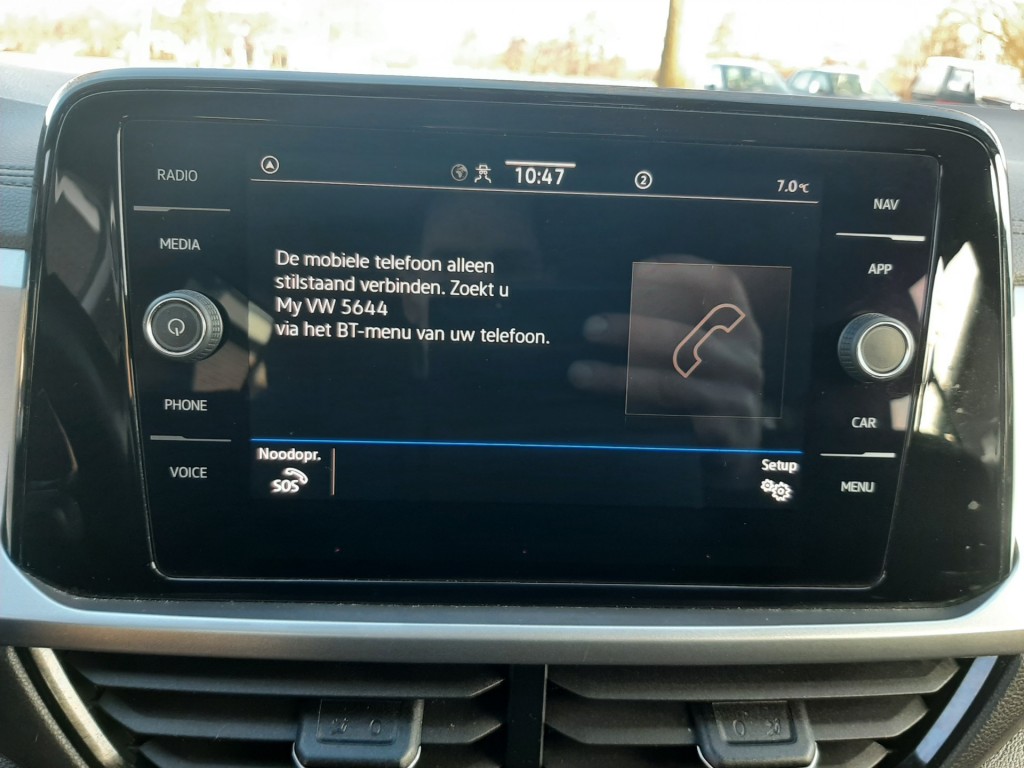 RADIO
MEDIA
PHONE
VOICE
10:47
2
7.0°C
De mobiele telefoon alleen
stilstaand verbinden. Zoekt u
My VW 5644
via het BT-menu van uw telefoon.
Noodopr.
SOS
Setup
NAV
APP
CAR
MENU